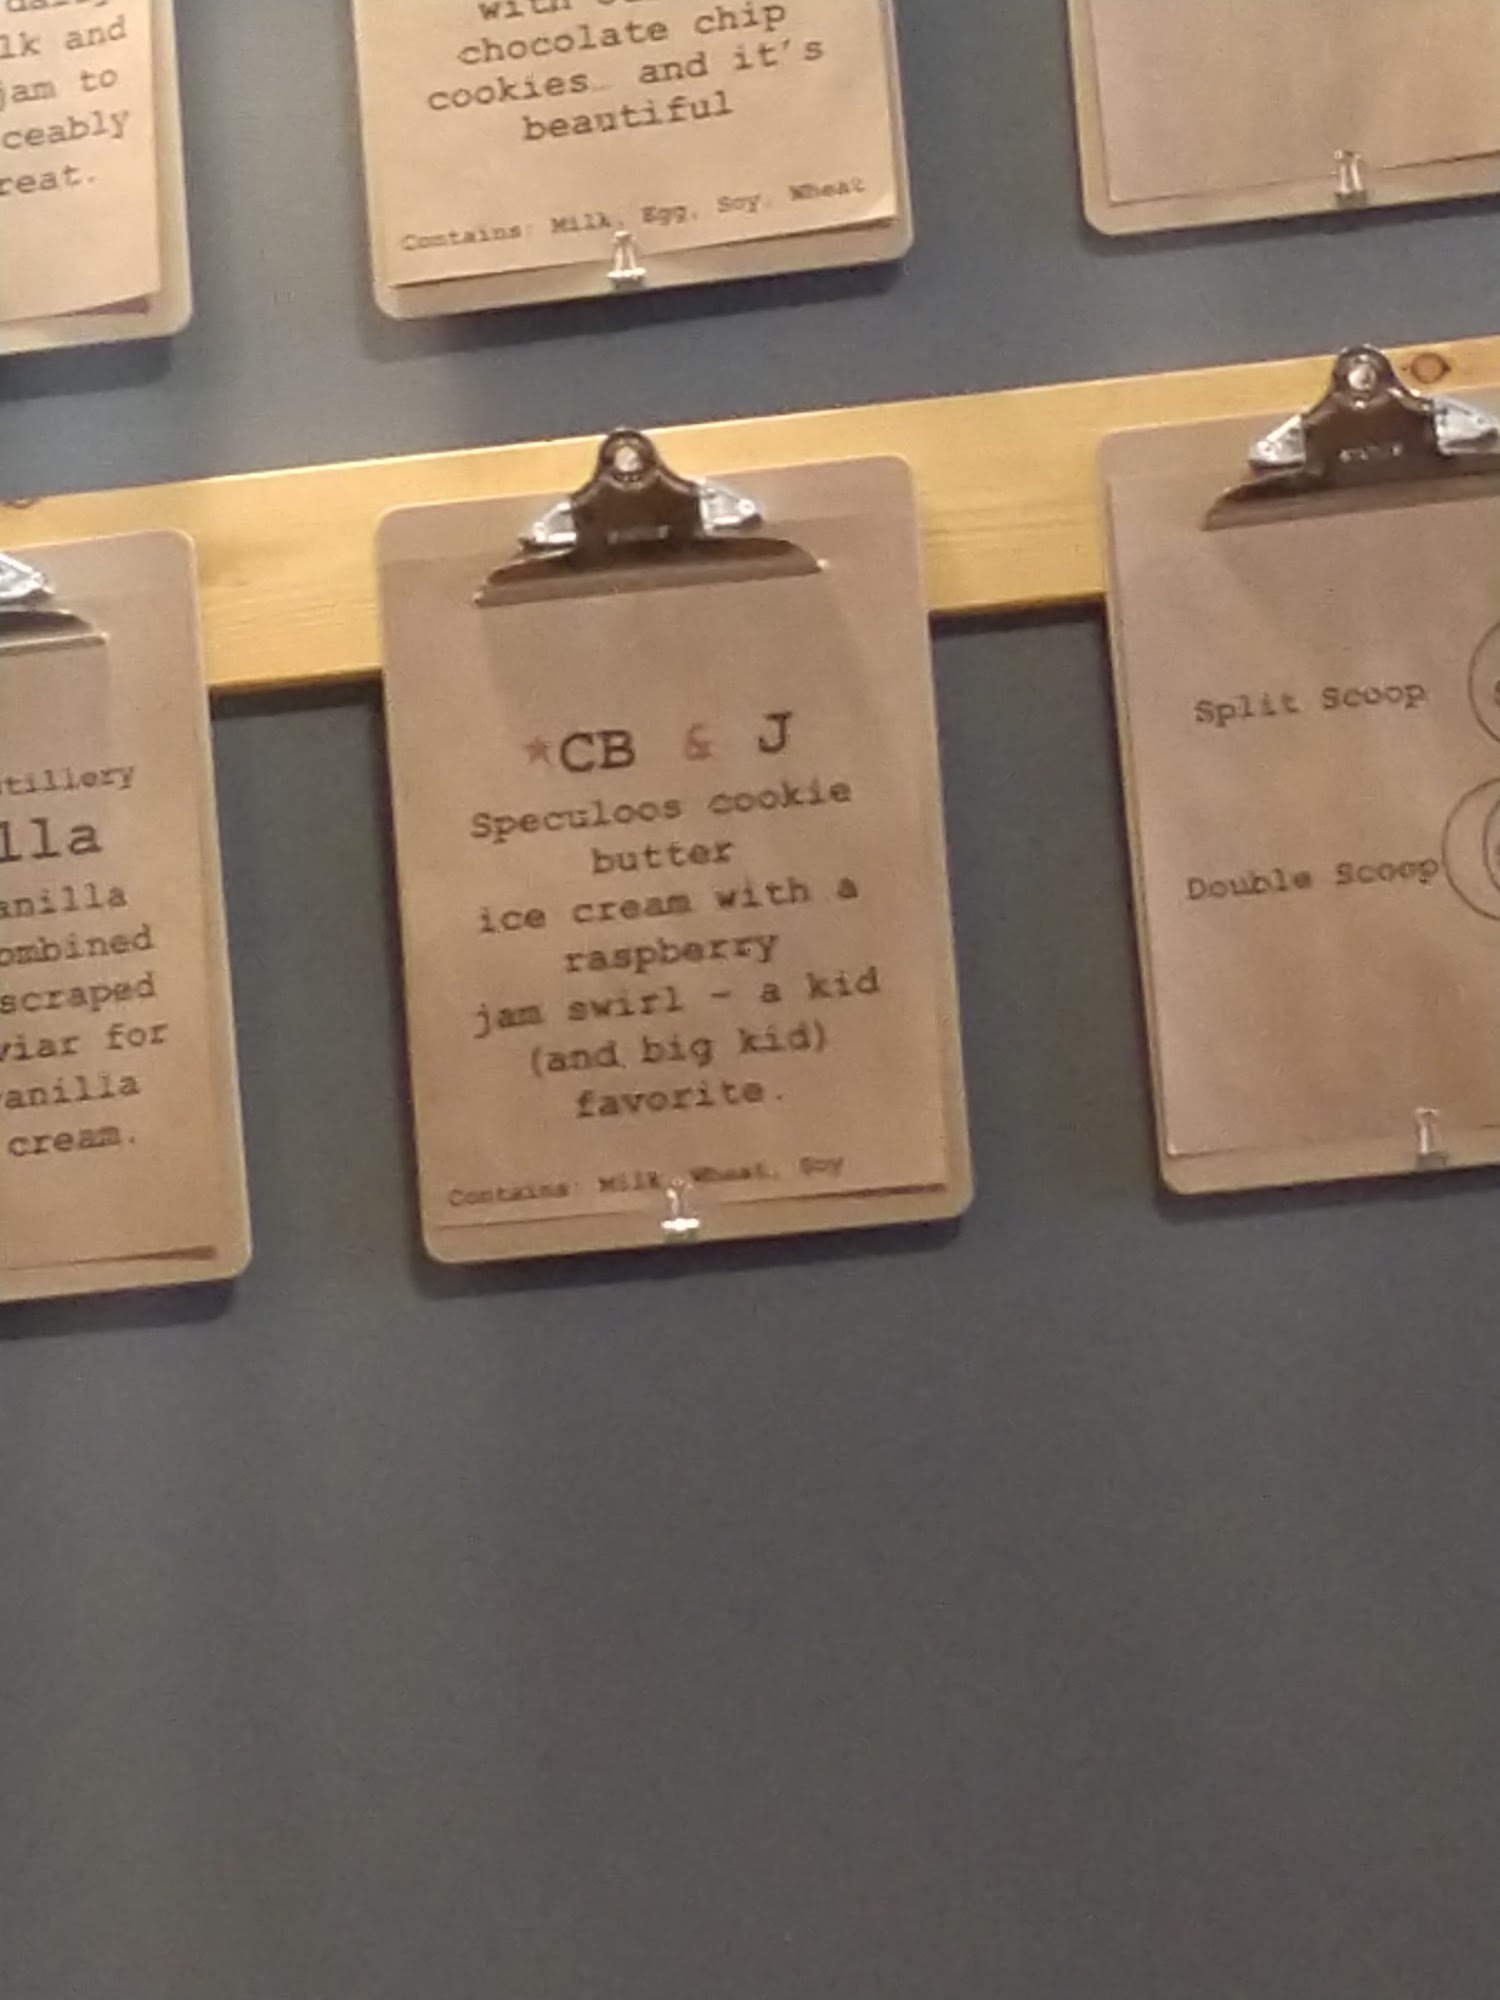 lk and
jam to
ceably
reat.
with
chocolate chip
cookies… and it's
beautiful
Contains: Milk, Egg, Soy, Wheat
tillery
lla
anilla
ombined
scraped
viar for
anilla
cream.
*CB & J
Speculoos cookie
butter
ice cream with a
raspberry
jam swirl - a kid
(and big kid)
favorite.
Contains: Milk, Wheat, Soy
Split Scoop
Double Scoop